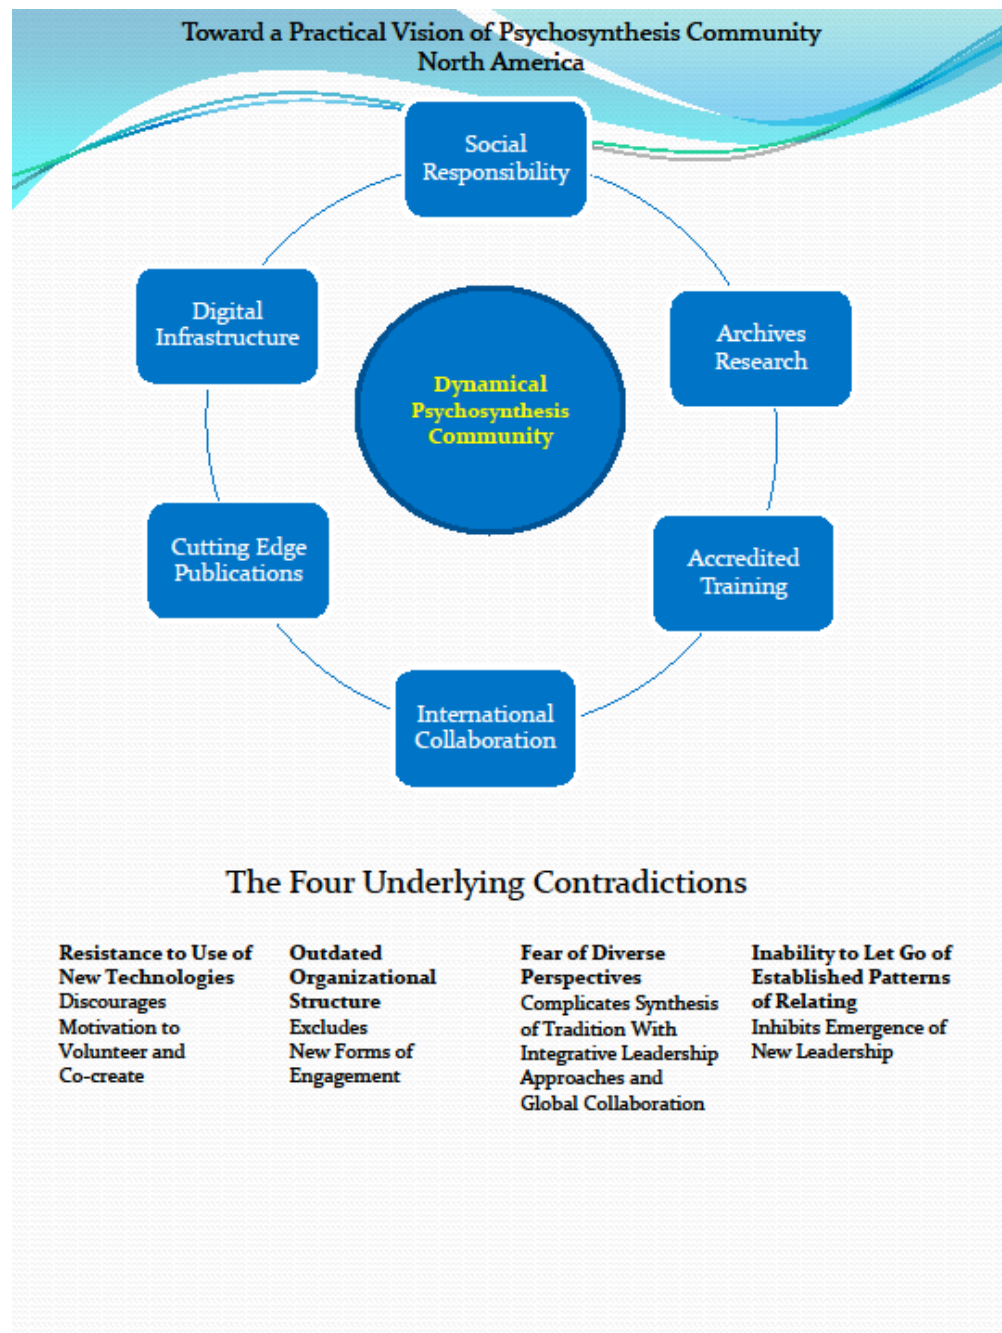 Toward a Practical Vision of Psychosynthesis Community
North America
Social
Responsibility
Archives
Research
Accredited
Training
International
Collaboration
Cutting Edge
Publications
Digital
Infrastructure
Dynamical
Psychosynthesis
Community
The Four Underlying Contradictions
Resistance to Use of
New Technologies
Discourages
Motivation to
Volunteer and
Co-create
Outdated
Organizational
Structure
Excludes
New Forms of
Engagement
Fear of Diverse
Perspectives
Complicates Synthesis
of Tradition With
Integrative Leadership
Approaches and
Global Collaboration
Inability to Let Go of
Established Patterns
of Relating
Inhibits Emergence of
New Leadership